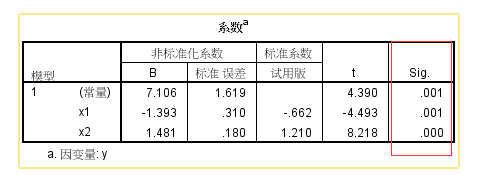 系数a
非标准化系数 标准系数
模型 B 标准 误差 试用版 t Sig.
1 (常量) 7.106 1.619 4.390 .001
x1 -1.393 .310 -.662 -4.493 .001
x2 1.481 .180 1.210 8.218 .000
a. 因变量: y